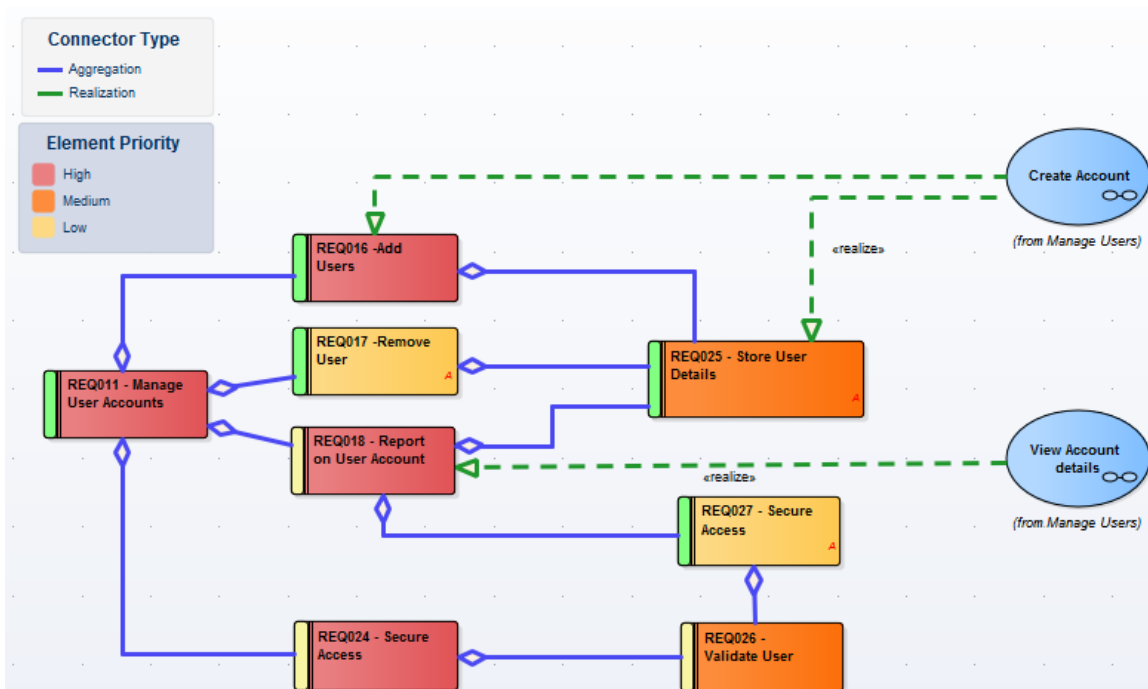 Connector Type
Aggregation
Realization
Element Priority
High
Medium
Low
Create Account
(from Manage Users)
«realize»
REQ016 -Add
Users
REQ017 -Remove
User
A
REQ025 - Store User
Details
A
REQ011 - Manage
User Accounts
REQ018 - Report
on User Account
View Account
details
(from Manage Users)
«realize»
REQ027 - Secure
Access
A
REQ024 - Secure
Access
REQ026 -
Validate User